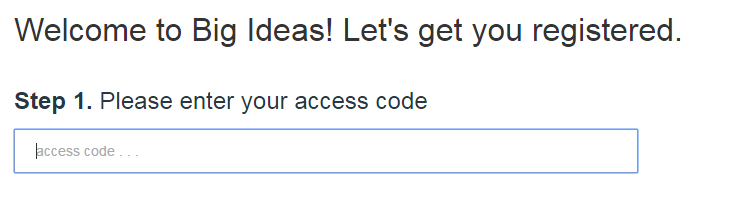 Welcome to Big Ideas! Let's get you registered.
Step 1. Please enter your access code
access code . . .